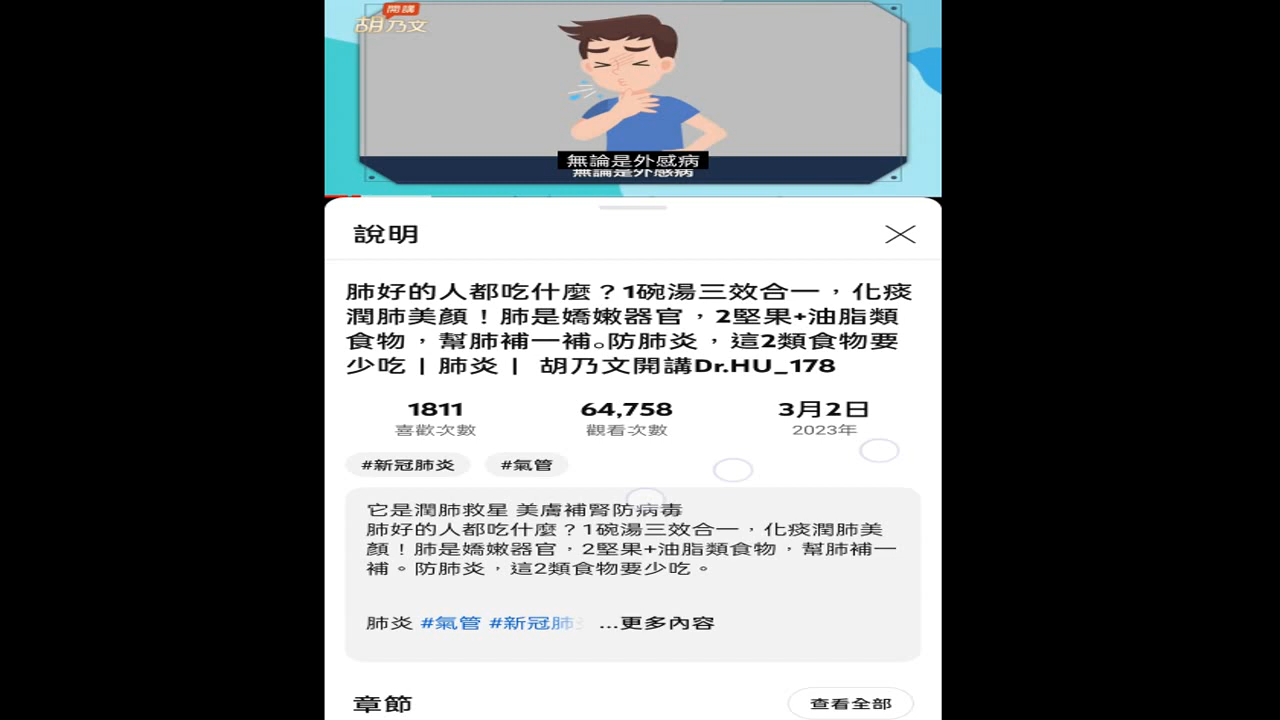 開講
胡乃文
無論是外感病
無論是外感病
說明
肺好的人都吃什麼？1碗湯三效合一，化痰
潤肺美顏！肺是嬌嫩器官，2堅果+油脂類
食物，幫肺補一補。防肺炎，這2類食物要
少吃 | 肺炎 | 胡乃文開講Dr.HU_178
1811 64,758 3月2日
喜歡次數 觀看次數 2023年
#新冠肺炎 #氣管
它是潤肺救星 美膚補腎防病毒
肺好的人都吃什麼？1碗湯三效合一，化痰潤肺美
顏！肺是嬌嫩器官，2堅果+油脂類食物，幫肺補一
補。防肺炎，這2類食物要少吃。
肺炎 #氣管 #新冠肺 ...更多內容
章節 查看全部